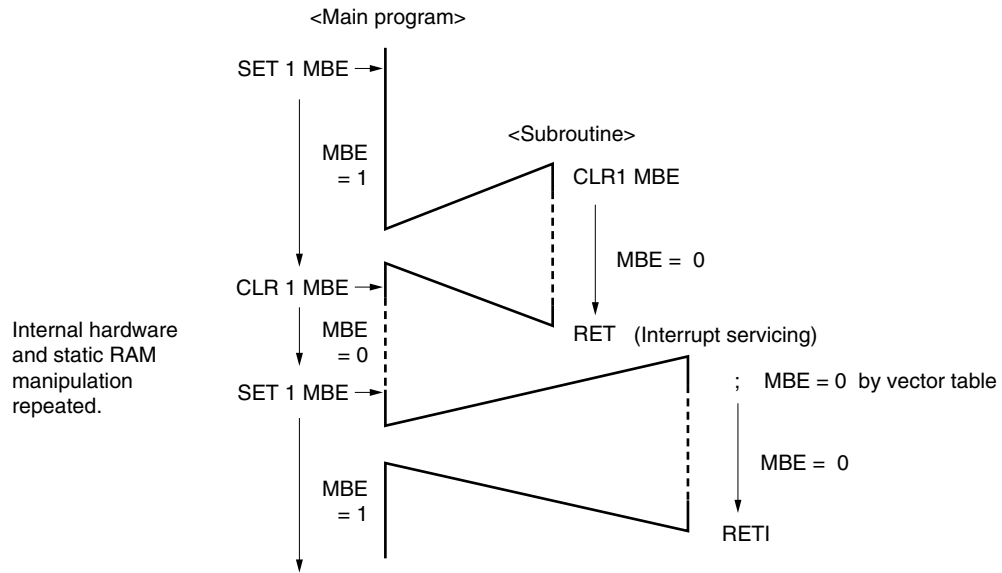 <Main program>
SET 1 MBE
<Subroutine>
MBE
= 1
CLR1 MBE
MBE = 0
CLR 1 MBE
Internal hardware
and static RAM
manipulation
repeated.
MBE
= 0
RET (Interrupt servicing)
SET 1 MBE
; MBE = 0 by vector table
MBE = 0
MBE
= 1
RETI